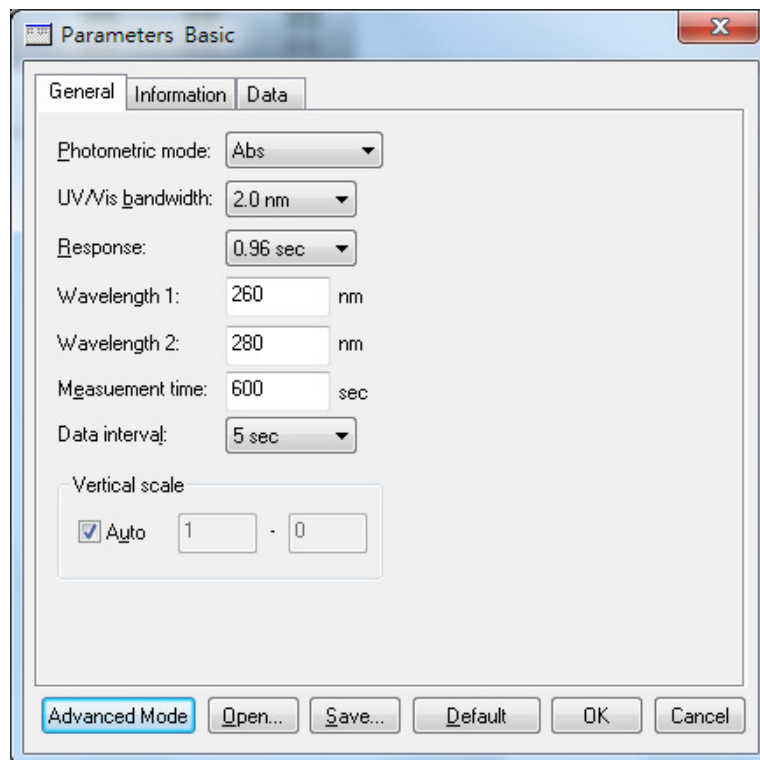 Parameters Basic
General Information Data
Photometric mode: Abs
UV/Vis bandwidth: 2.0 nm
Response: 0.96 sec
Wavelength 1: 260 nm
Wavelength 2: 280 nm
Measuement time: 600 sec
Data interval: 5 sec
Vertical scale
Auto 1 - 0
Advanced Mode Open... Save... Default OK Cancel